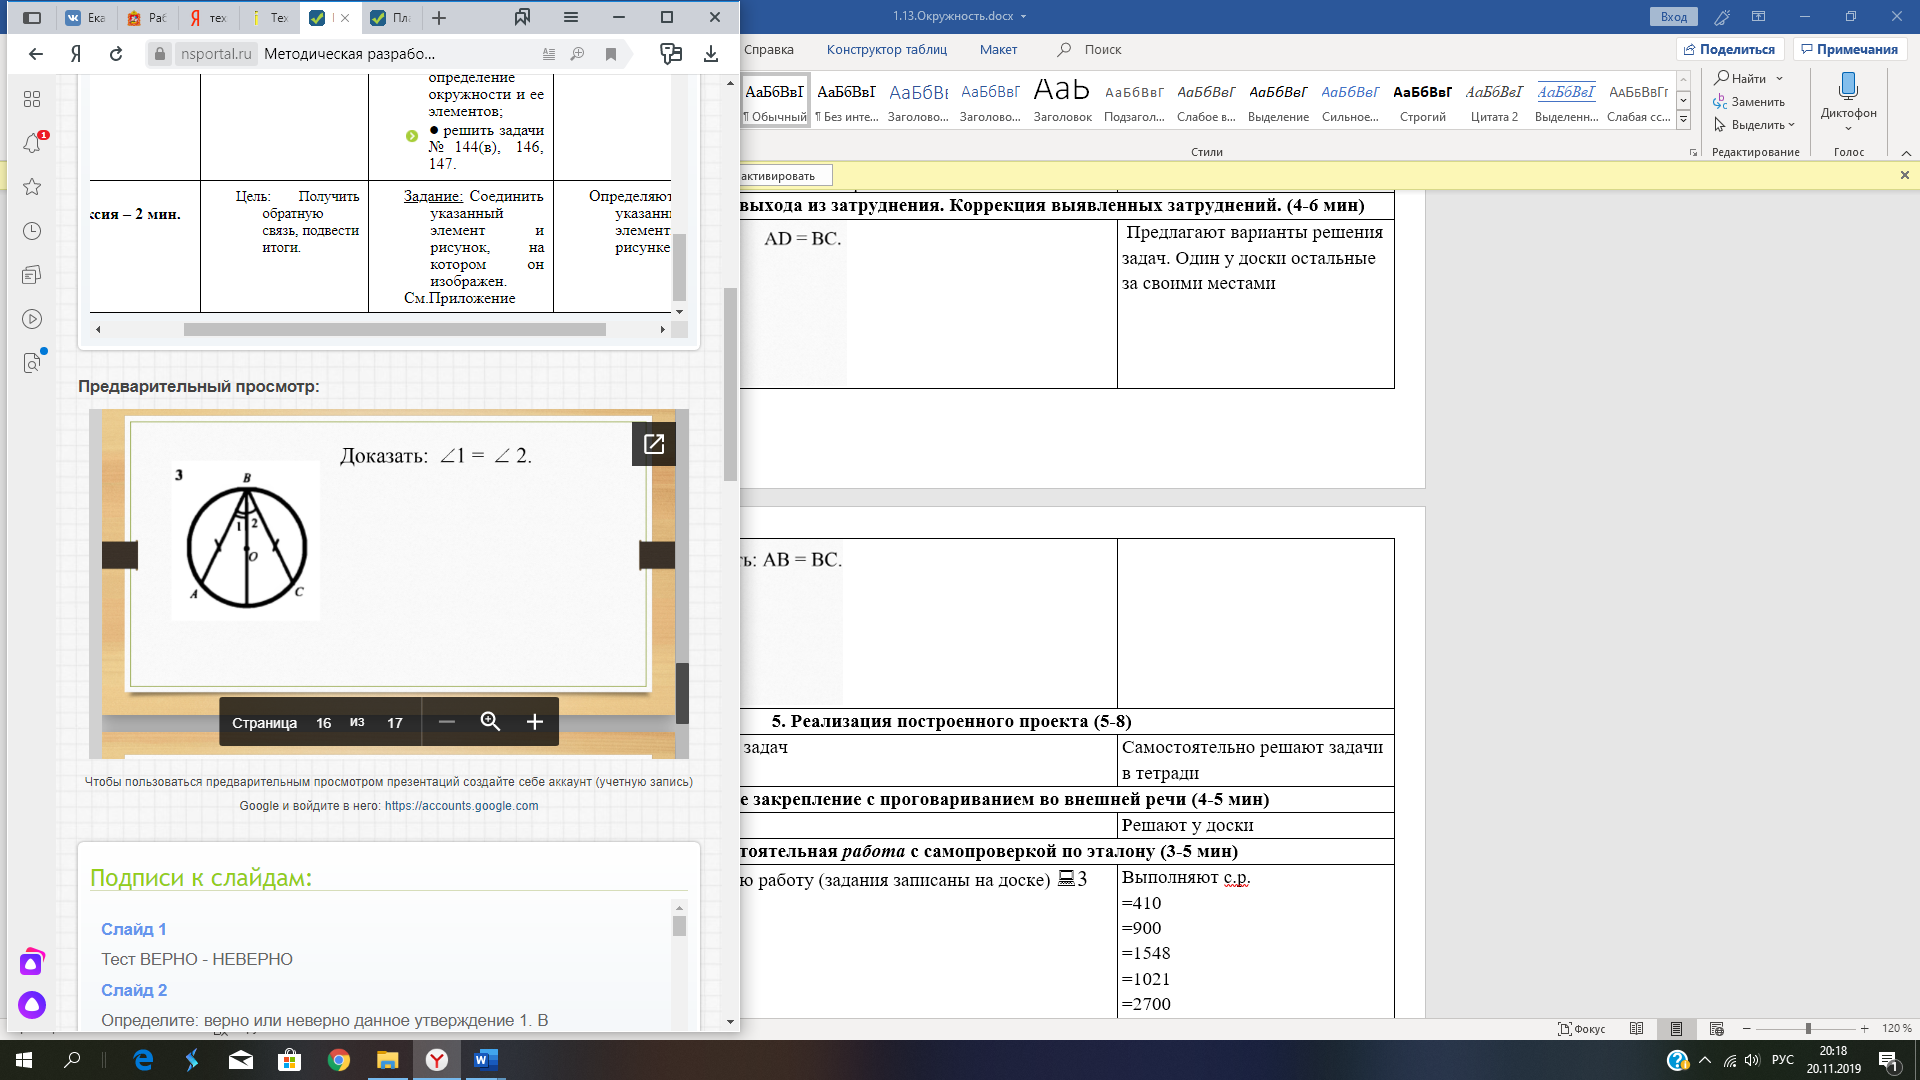 Ека
Раб
тех
Тех
Пла
1.13.Окружность.docx
Вход
nsportal.ru Методическая разрабо...
Справка Конструктор таблиц Макет Поиск
Поделиться Примечания
АаБбВвГ АаБбВвГ АаБбВвГ АаБбВвГ АаБбВвГ АаБбВвГ АаБбВвГ АаБбВвГ АаБбВвГ АаБбВвГ АаБбВвГ
¶ Обычный ¶ Без инте... Заголово... Заголово... Заголовок Подзагол... Слабое в... Выделение Сильное... Строгий Цитата 2 Выделенн... Слабая сс...
Найти
Заменить
Выделить
Диктофон
Стили Редактирование Голос
активировать
определение
окружности и ее
элементов;
● решить задачи
№ 144(в), 146,
147.
ксия – 2 мин.
Цель: Получить
обратную
связь, подвести
итоги.
Задание: Соединить
указанный
элемент и
рисунок, на
котором он
изображен.
См.Приложение
Определяют
указанн
элемент
рисунке
Предварительный просмотр:
Доказать: ∠1 = ∠ 2.
3
B
1 2
O
A
C
Страница 16 из 17
Чтобы пользоваться предварительным просмотром презентаций создайте себе аккаунт (учетную запись)
Google и войдите в него: https://accounts.google.com
Подписи к слайдам:
Слайд 1
Тест ВЕРНО - НЕВЕРНО
Слайд 2
Определите: верно или неверно данное утверждение 1. В
выхода из затруднения. Коррекция выявленных затруднений. (4-6 мин)
AD = BC.
Предлагают варианты решения
задач. Один у доски остальные
за своими местами
ть: AB = BC.
5. Реализация построенного проекта (5-8)
задач
Самостоятельно решают задачи
в тетради
е закрепление с проговариванием во внешней речи (4-5 мин)
Решают у доски
тоятельная работа с самопроверкой по эталону (3-5 мин)
ю работу (задания записаны на доске) 3
Выполняют с.р.
=410
=900
=1548
=1021
=2700
Фокус
120 %
РУС
20:18
20.11.2019